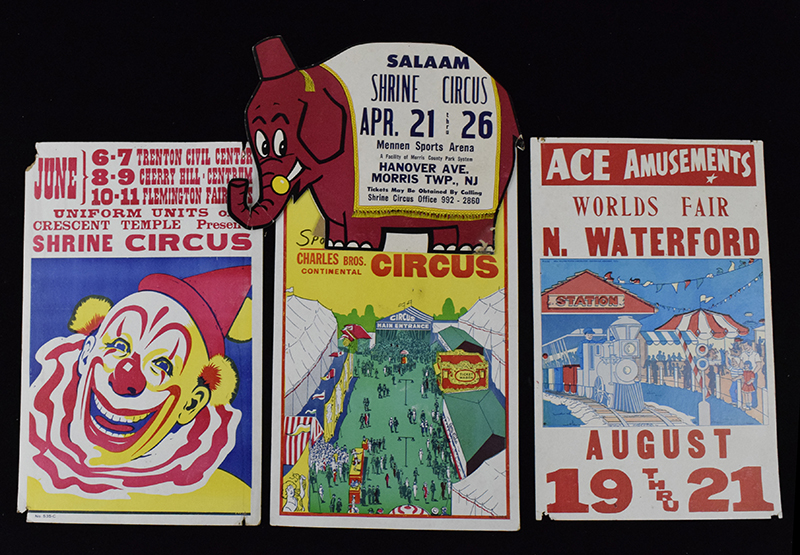 JUNE
6-7 TRENTON CIVIL CENTER
8-9 CHERRY HILL - CENTRUM
10-11 FLEMINGTON FAIR
UNIFORM UNITS
CRESCENT TEMPLE Present
SHRINE CIRCUS
SALAAM
SHRINE CIRCUS
APR. 21 thru 26
Mennen Sports Arena
A Facility of Morris County Park System
HANOVER AVE.
MORRIS TWP., NJ
Tickets May be Obtained By Calling
Shrine Circus Office 992-2860
CHARLES BROS.
CONTINENTAL CIRCUS
CIRCUS
MAIN ENTRANCE
ACE AMUSEMENTS
WORLDS FAIR
N. WATERFORD
STATION
AUGUST
19 THRU 21